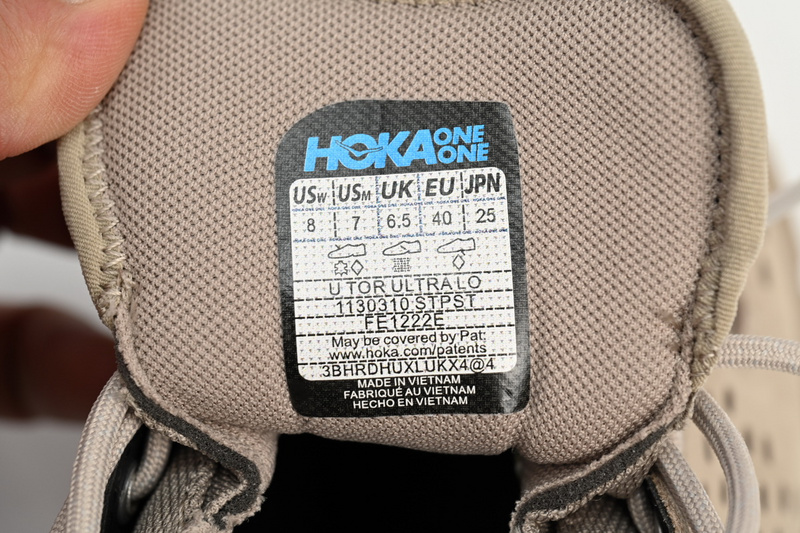 HOKA ONE ONE
USW USM UK EU JPN
8 7 6.5 40 25
U TOR ULTRA LO
1130310 STPST
FE1222E
May be covered by Pat:
www.hoka.com/patents
3BHRDHUXLUKX4@4
MADE IN VIETNAM
FABRIQUÉ AU VIETNAM
HECHO EN VIETNAM